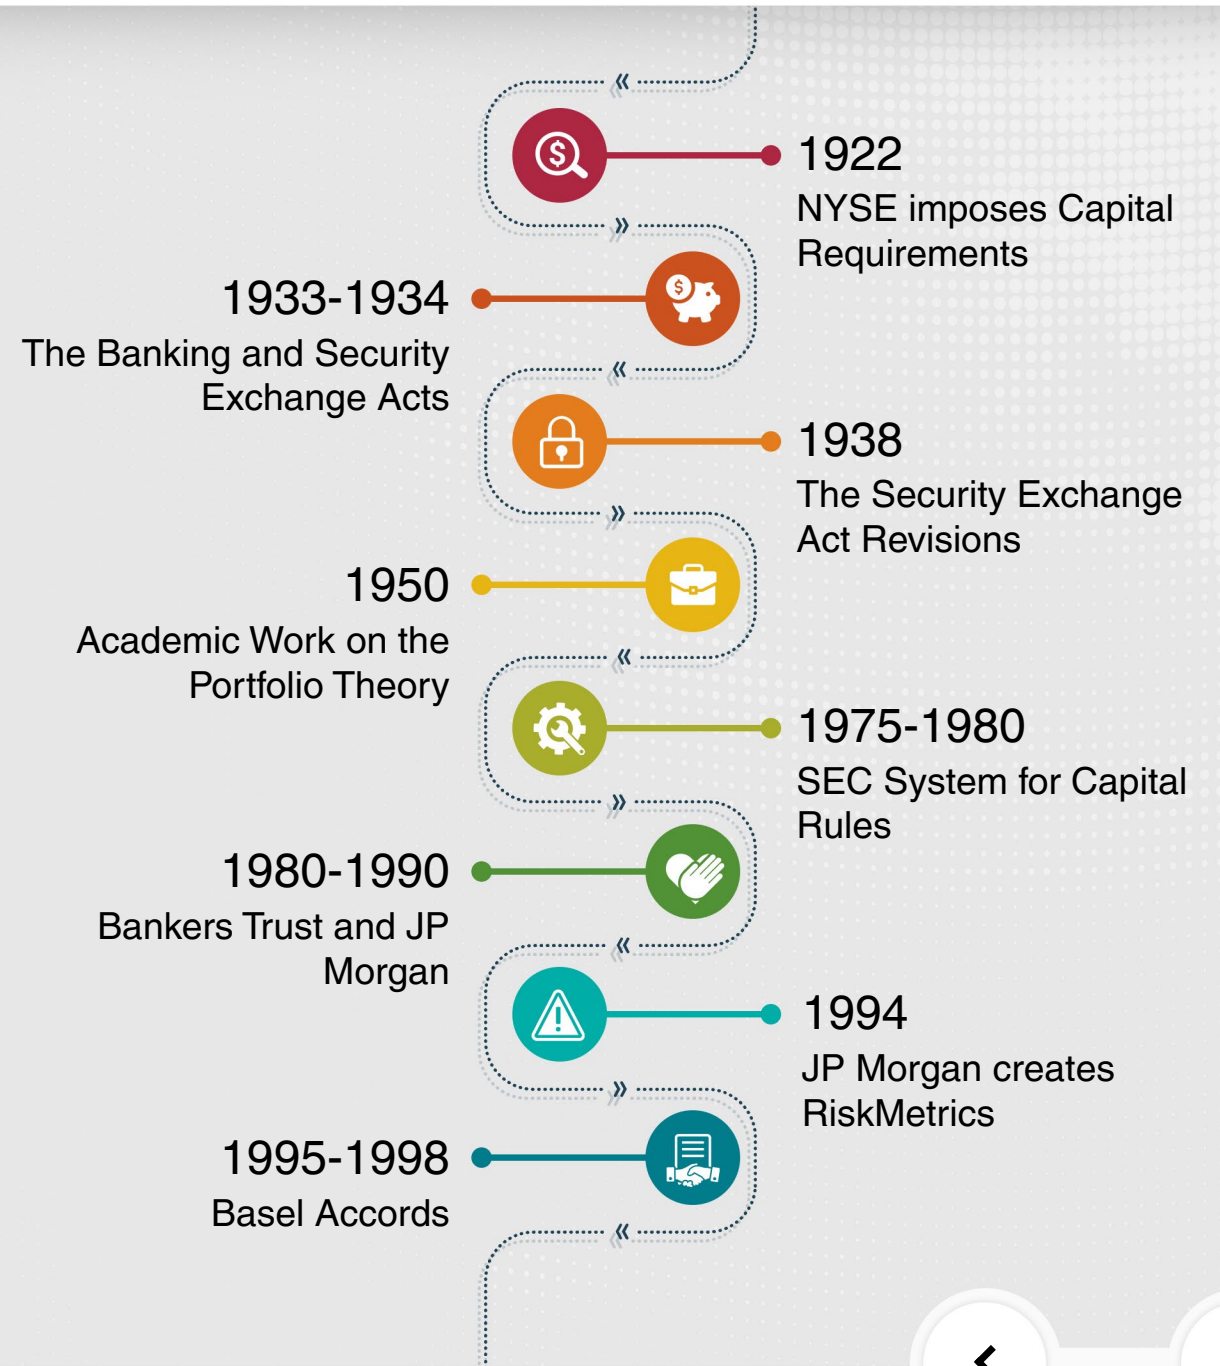 1922
NYSE imposes Capital
Requirements
1933-1934
The Banking and Security
Exchange Acts
1938
The Security Exchange
Act Revisions
1950
Academic Work on the
Portfolio Theory
1975-1980
SEC System for Capital
Rules
1980-1990
Bankers Trust and JP
Morgan
1994
JP Morgan creates
RiskMetrics
1995-1998
Basel Accords